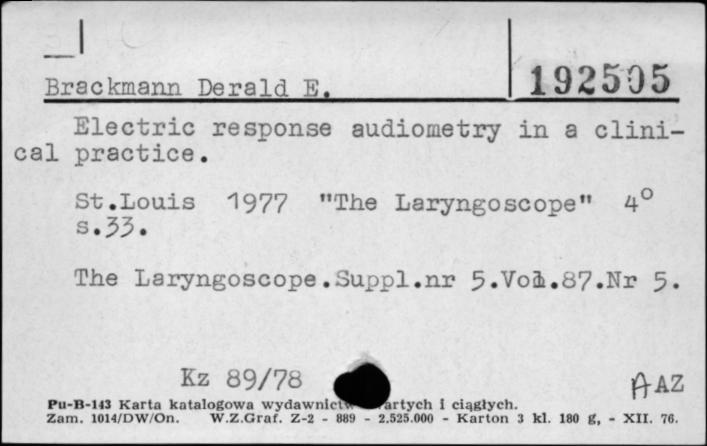 Brackmann Derald E.
192505
Electric response audiometry in a clini-
cal practice.
St.Louis 1977 "The Laryngoscope" 4°
s.33.
The Laryngoscope.Suppl.nr 5.Vol.87.Nr 5.
Kz 89/78
A AZ
Pu-B-143 Karta katalogowa wydawnictw zwartych i ciągłych.
Zam. 1014/DW/On. W.Z.Graf. Z-2 - 889 - 2.525.000 - Karton 3 kl. 180 g, - XII. 76.